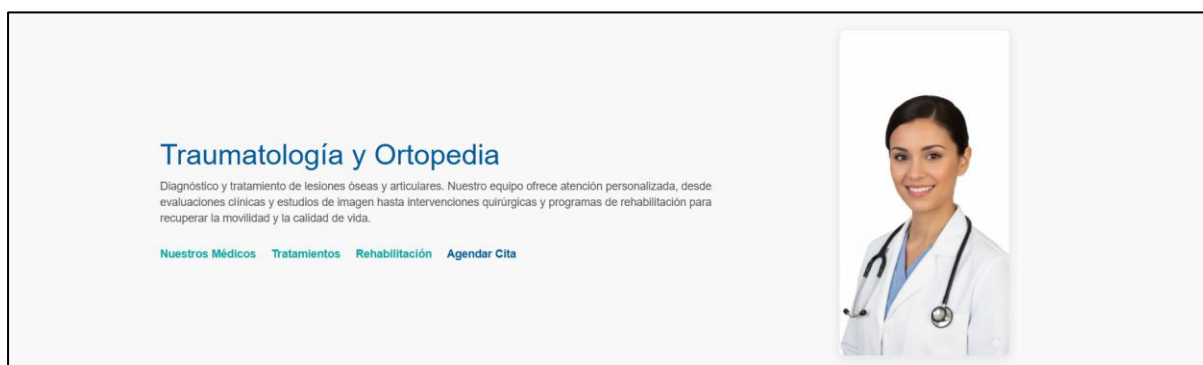 Traumatología y Ortopedia
Diagnóstico y tratamiento de lesiones óseas y articulares. Nuestro equipo ofrece atención personalizada, desde
evaluaciones clínicas y estudios de imagen hasta intervenciones quirúrgicas y programas de rehabilitación para
recuperar la movilidad y la calidad de vida.
Nuestros Médicos Tratamientos Rehabilitación Agendar Cita